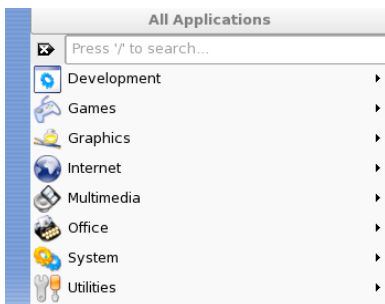 All Applications
Press '/' to search...
Development
Games
Graphics
Internet
Multimedia
Office
System
Utilities